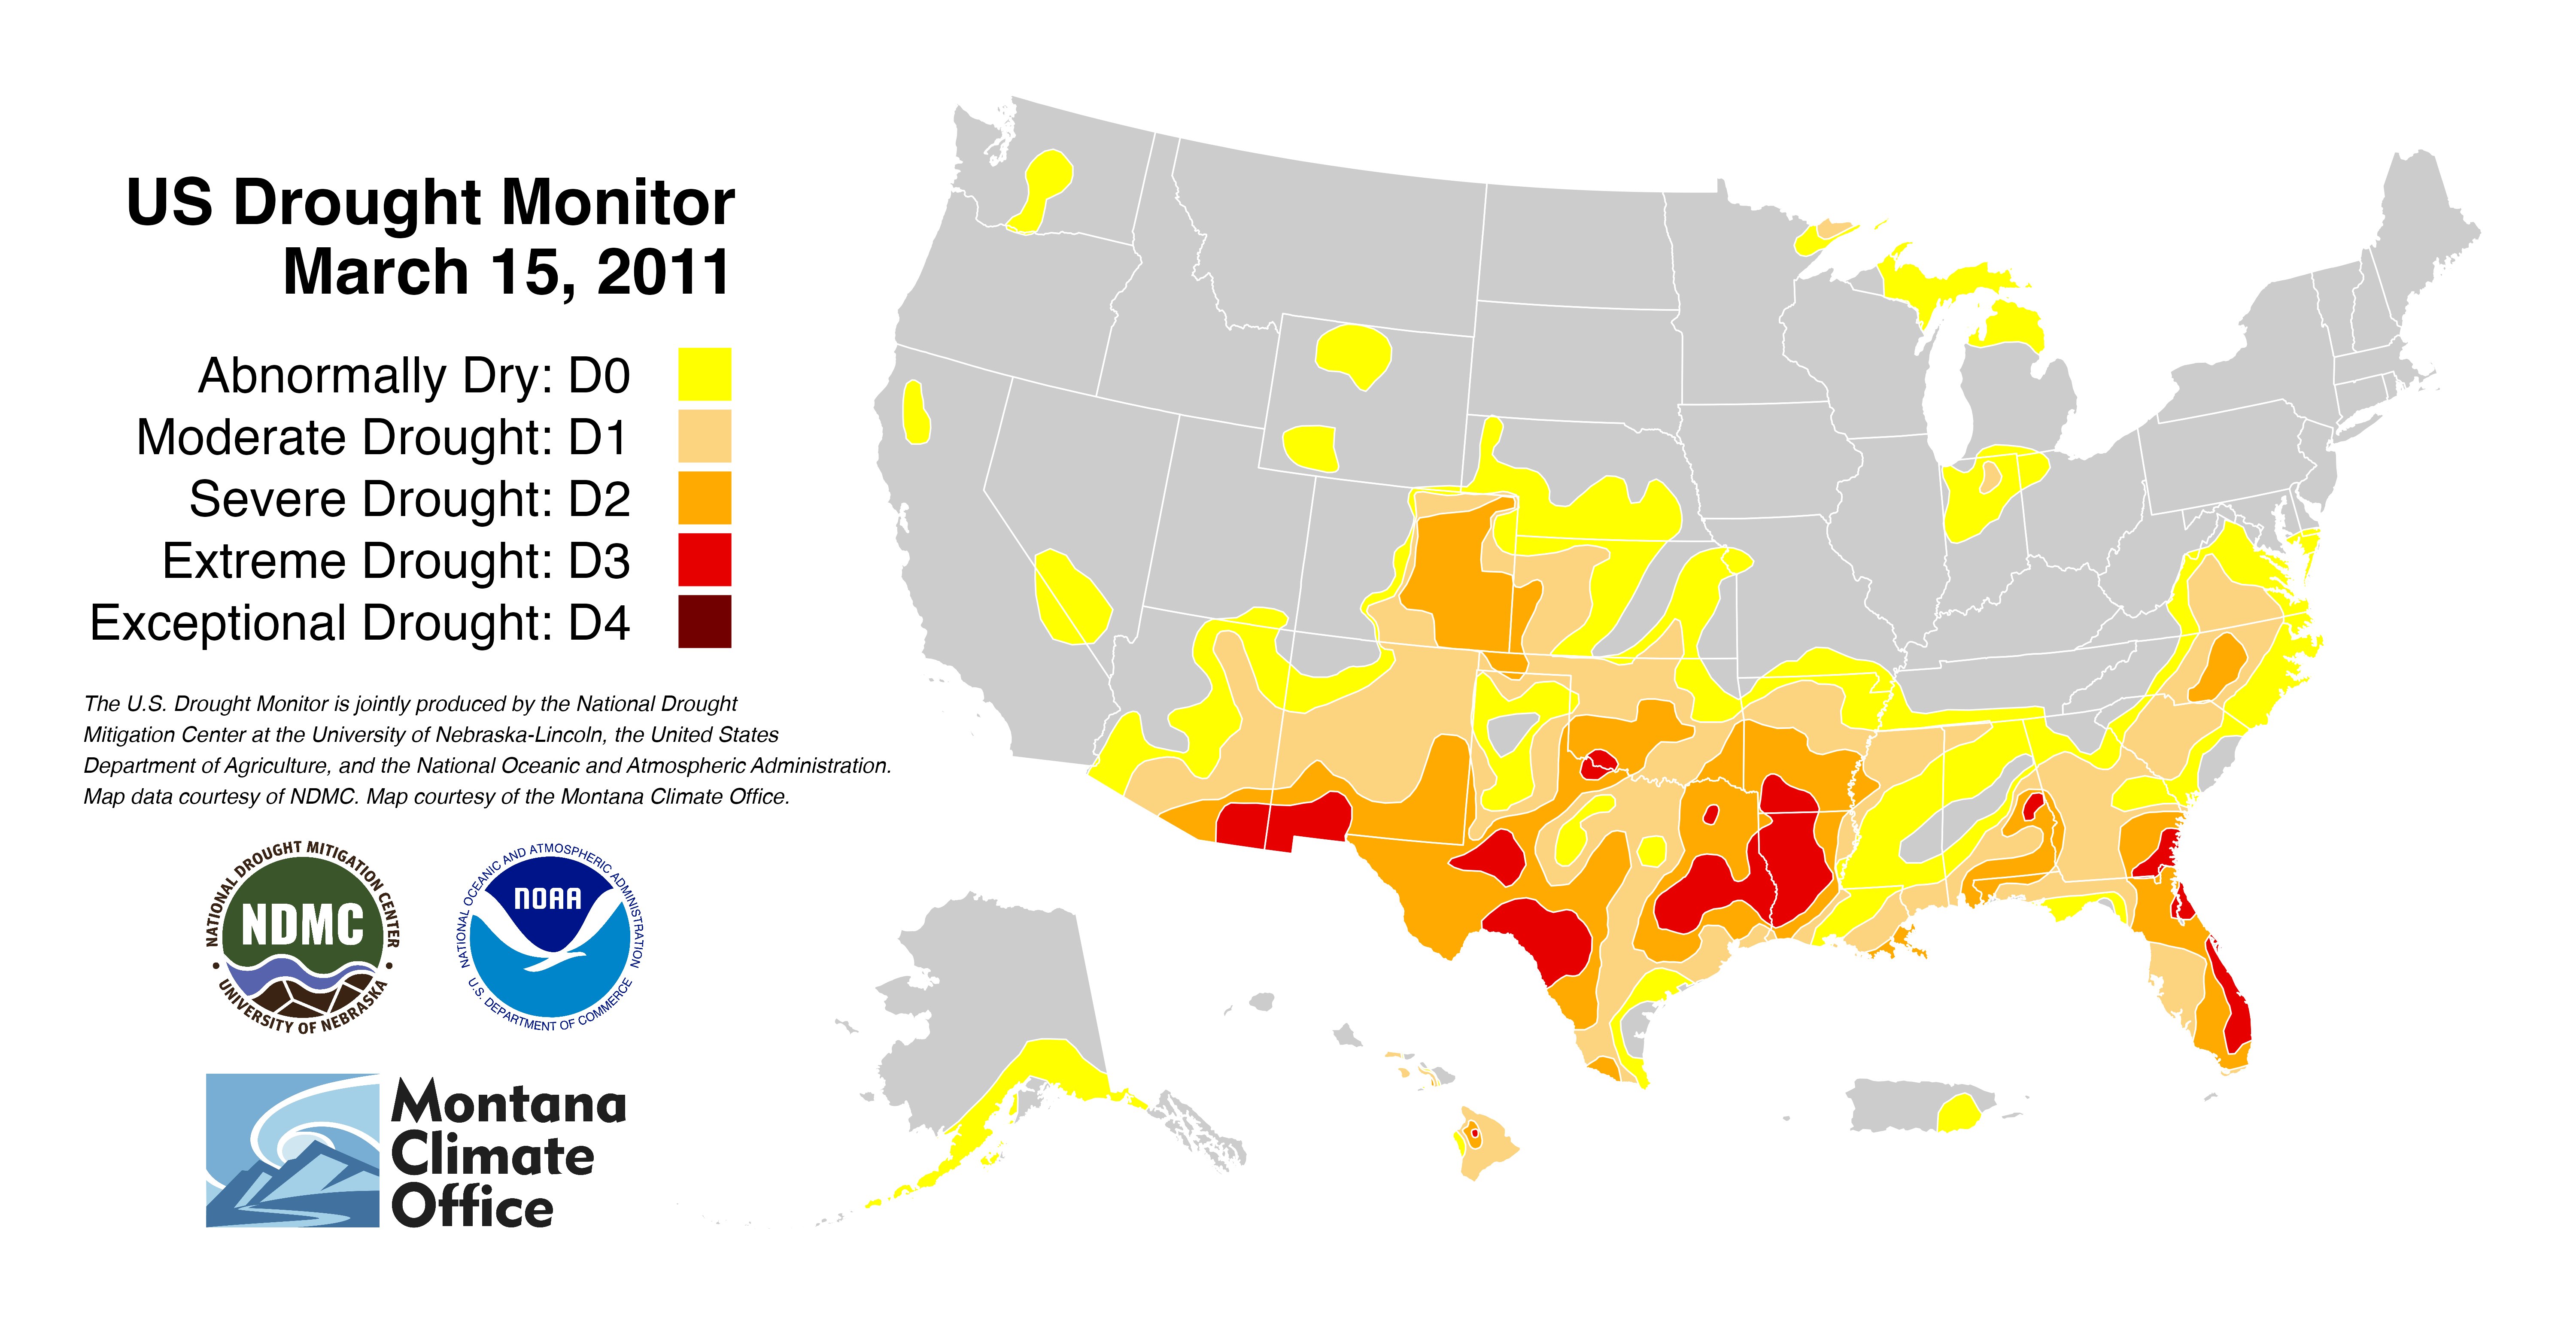 US Drought Monitor
March 15, 2011
Abnormally Dry: D0
Moderate Drought: D1
Severe Drought: D2
Extreme Drought: D3
Exceptional Drought: D4
The U.S. Drought Monitor is jointly produced by the National Drought
Mitigation Center at the University of Nebraska-Lincoln, the United States
Department of Agriculture, and the National Oceanic and Atmospheric Administration.
Map data courtesy of NDMC. Map courtesy of the Montana Climate Office.
NATIONAL DROUGHT MITIGATION CENTER
NDMC
• UNIVERSITY OF NEBRASKA •
NATIONAL OCEANIC AND ATMOSPHERIC ADMINISTRATION
NOAA
U.S. DEPARTMENT OF COMMERCE
Montana
Climate
Office